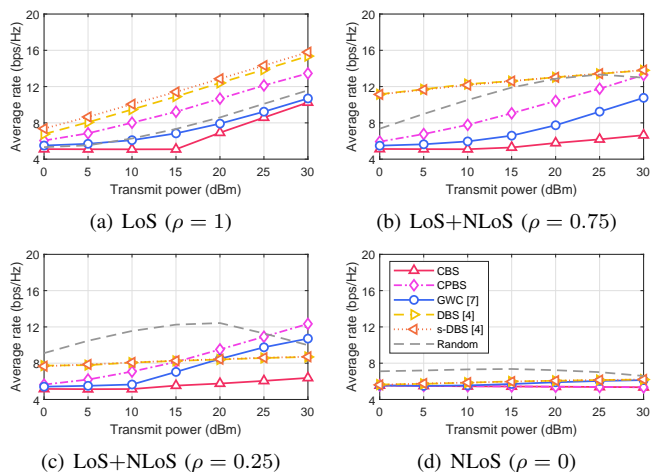 20
16
12
8
4
Average rate (bps/Hz)
0 5 10 15 20 25 30
Transmit power (dBm)
(a) LoS (ρ = 1)
20
16
12
8
4
Average rate (bps/Hz)
0 5 10 15 20 25 30
Transmit power (dBm)
(b) LoS+NLoS (ρ = 0.75)
20
16
12
8
4
Average rate (bps/Hz)
0 5 10 15 20 25 30
Transmit power (dBm)
(c) LoS+NLoS (ρ = 0.25)
20
16
12
8
4
Average rate (bps/Hz)
CBS
CPBS
GWC [7]
DBS [4]
s-DBS [4]
Random
0 5 10 15 20 25 30
Transmit power (dBm)
(d) NLoS (ρ = 0)